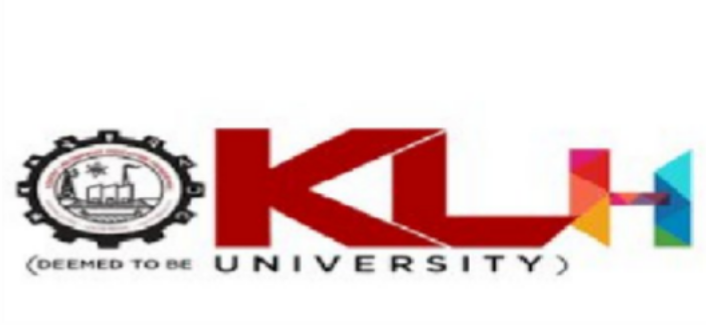 KLH
(DEEMED TO BE UNIVERSITY)